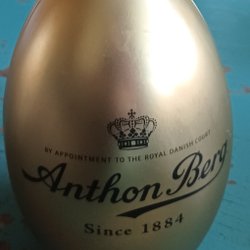 BY APPOINTMENT TO THE ROYAL DANISH COURT
Anthon Berg
Since 1884